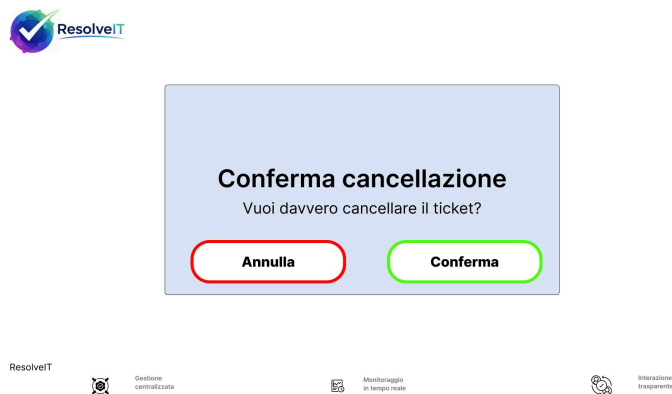 ResolveIT
Conferma cancellazione
Vuoi davvero cancellare il ticket?
Annulla
Conferma
ResolveIT
Gestione
centralizzata
Monitoraggio
in tempo reale
Interazione
trasparente